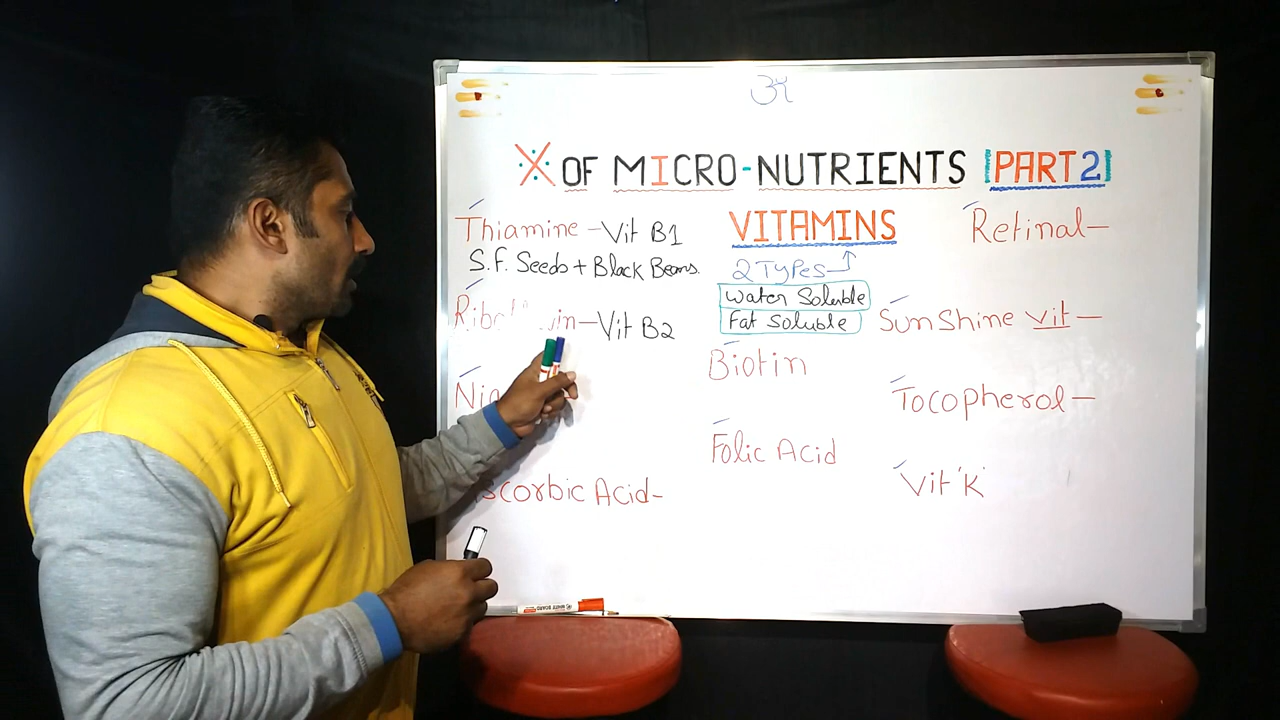 ૐ
OF MICRO-NUTRIENTS [PART 2]
Thiamine - Vit B1
S.F. Seeds + Black Beans.
Vit B2
Ascorbic Acid-
VITAMINS
2 Types
Water Soluble
Fat Soluble
Biotin
Folic Acid
Retinal-
SunShine vit-
Tocopherol-
Vit 'K'